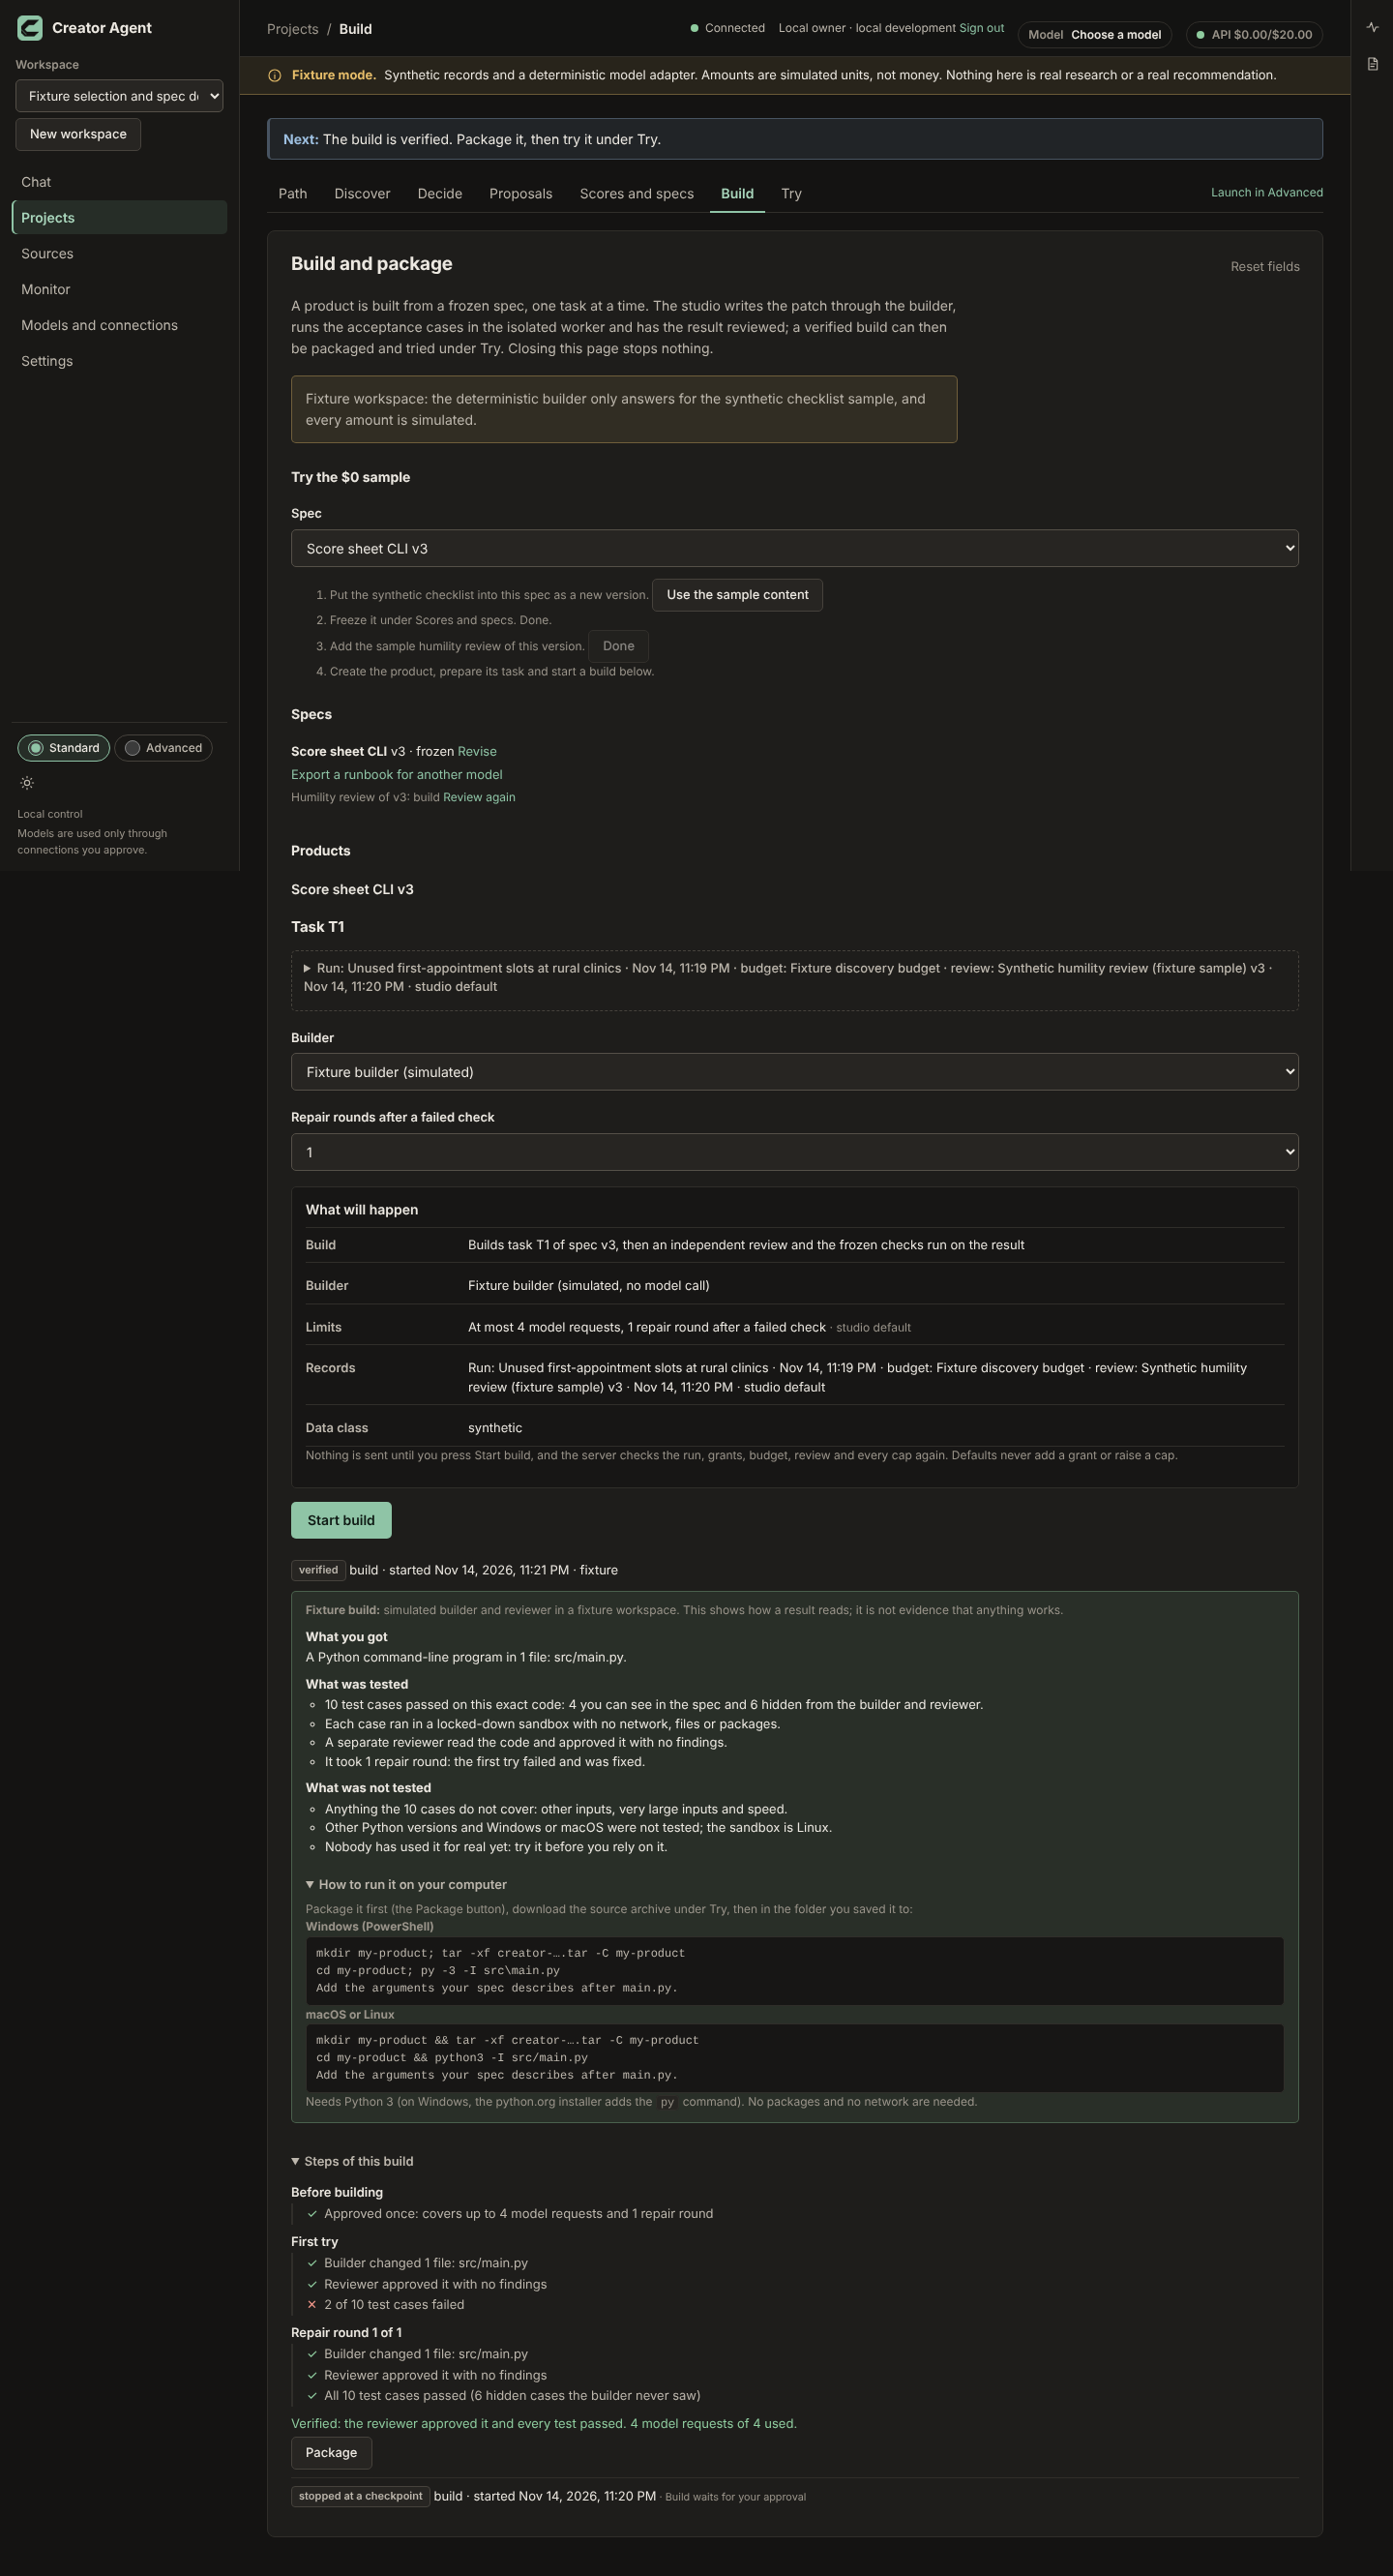 Creator Agent
Workspace
Fixture selection and spec d
New workspace
Chat
Projects
Sources
Monitor
Models and connections
Settings
Standard
Advanced
Local control
Models are used only through
connections you approve.
Projects / Build
Connected
Local owner · local development Sign out
Model Choose a model
API $0.00/$20.00
Fixture mode. Synthetic records and a deterministic model adapter. Amounts are simulated units, not money. Nothing here is real research or a real recommendation.
Next: The build is verified. Package it, then try it under Try.
Path
Discover
Decide
Proposals
Scores and specs
Build
Try
Launch in Advanced
Build and package
Reset fields
A product is built from a frozen spec, one task at a time. The studio writes the patch through the builder,
runs the acceptance cases in the isolated worker and has the result reviewed; a verified build can then
be packaged and tried under Try. Closing this page stops nothing.
Fixture workspace: the deterministic builder only answers for the synthetic checklist sample, and
every amount is simulated.
Try the $0 sample
Spec
Score sheet CLI v3
1. Put the synthetic checklist into this spec as a new version. Use the sample content
2. Freeze it under Scores and specs. Done.
3. Add the sample humility review of this version. Done
4. Create the product, prepare its task and start a build below.
Specs
Score sheet CLI v3 · frozen Revise
Export a runbook for another model
Humility review of v3: build Review again
Products
Score sheet CLI v3
Task T1
Run: Unused first-appointment slots at rural clinics · Nov 14, 11:19 PM · budget: Fixture discovery budget · review: Synthetic humility review (fixture sample) v3 ·
Nov 14, 11:20 PM · studio default
Builder
Fixture builder (simulated)
Repair rounds after a failed check
1
What will happen
Build
Builds task T1 of spec v3, then an independent review and the frozen checks run on the result
Builder
Fixture builder (simulated, no model call)
Limits
At most 4 model requests, 1 repair round after a failed check · studio default
Records
Run: Unused first-appointment slots at rural clinics · Nov 14, 11:19 PM · budget: Fixture discovery budget · review: Synthetic humility
review (fixture sample) v3 · Nov 14, 11:20 PM · studio default
Data class
synthetic
Nothing is sent until you press Start build, and the server checks the run, grants, budget, review and every cap again. Defaults never add a grant or raise a cap.
Start build
verified build · started Nov 14, 2026, 11:21 PM · fixture
Fixture build: simulated builder and reviewer in a fixture workspace. This shows how a result reads; it is not evidence that anything works.
What you got
A Python command-line program in 1 file: src/main.py.
What was tested
10 test cases passed on this exact code: 4 you can see in the spec and 6 hidden from the builder and reviewer.
Each case ran in a locked-down sandbox with no network, files or packages.
A separate reviewer read the code and approved it with no findings.
It took 1 repair round: the first try failed and was fixed.
What was not tested
Anything the 10 cases do not cover: other inputs, very large inputs and speed.
Other Python versions and Windows or macOS were not tested; the sandbox is Linux.
Nobody has used it for real yet: try it before you rely on it.
How to run it on your computer
Package it first (the Package button), download the source archive under Try, then in the folder you saved it to:
Windows (PowerShell)
mkdir my-product; tar -xf creator-….tar -C my-product
cd my-product; py -3 -I src\main.py
Add the arguments your spec describes after main.py.
macOS or Linux
mkdir my-product && tar -xf creator-….tar -C my-product
cd my-product && python3 -I src/main.py
Add the arguments your spec describes after main.py.
Needs Python 3 (on Windows, the python.org installer adds the py command). No packages and no network are needed.
Steps of this build
Before building
Approved once: covers up to 4 model requests and 1 repair round
First try
Builder changed 1 file: src/main.py
Reviewer approved it with no findings
2 of 10 test cases failed
Repair round 1 of 1
Builder changed 1 file: src/main.py
Reviewer approved it with no findings
All 10 test cases passed (6 hidden cases the builder never saw)
Verified: the reviewer approved it and every test passed. 4 model requests of 4 used.
Package
stopped at a checkpoint build · started Nov 14, 2026, 11:20 PM · Build waits for your approval